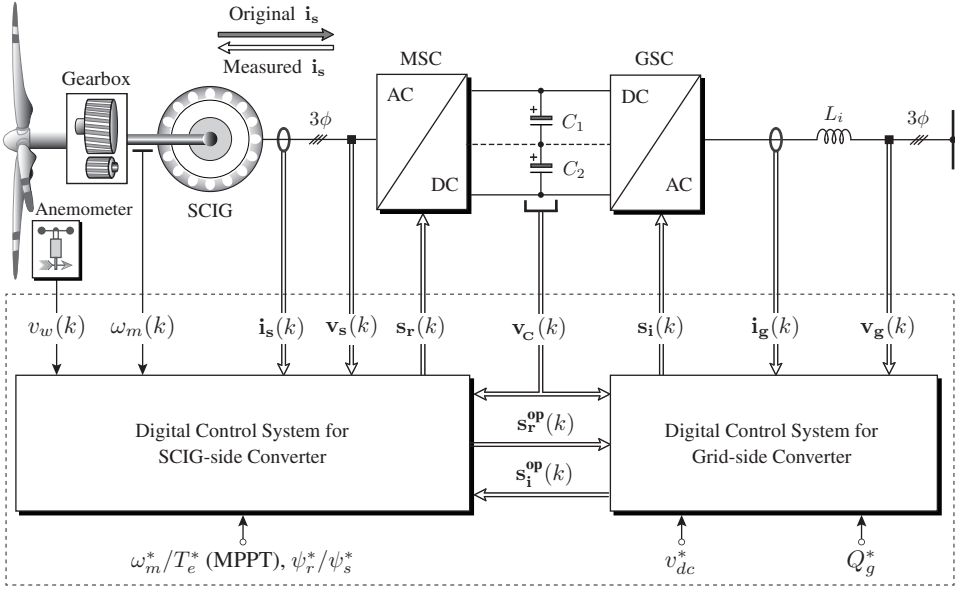 Original i_s
Measured i_s
Gearbox
MSC
GSC
AC
DC
DC
AC
+
C_1
+
C_2
3ϕ
L_i
3ϕ
SCIG
Anemometer
v_w(k)
ω_m(k)
i_s(k)
v_s(k)
s_r(k)
v_c(k)
s_i(k)
i_g(k)
v_g(k)
Digital Control System for
SCIG-side Converter
s_r^op(k)
s_i^op(k)
Digital Control System for
Grid-side Converter
ω_m^*/T_e^* (MPPT), ψ_r^*/ψ_s^*
v_dc^*
Q_g^*